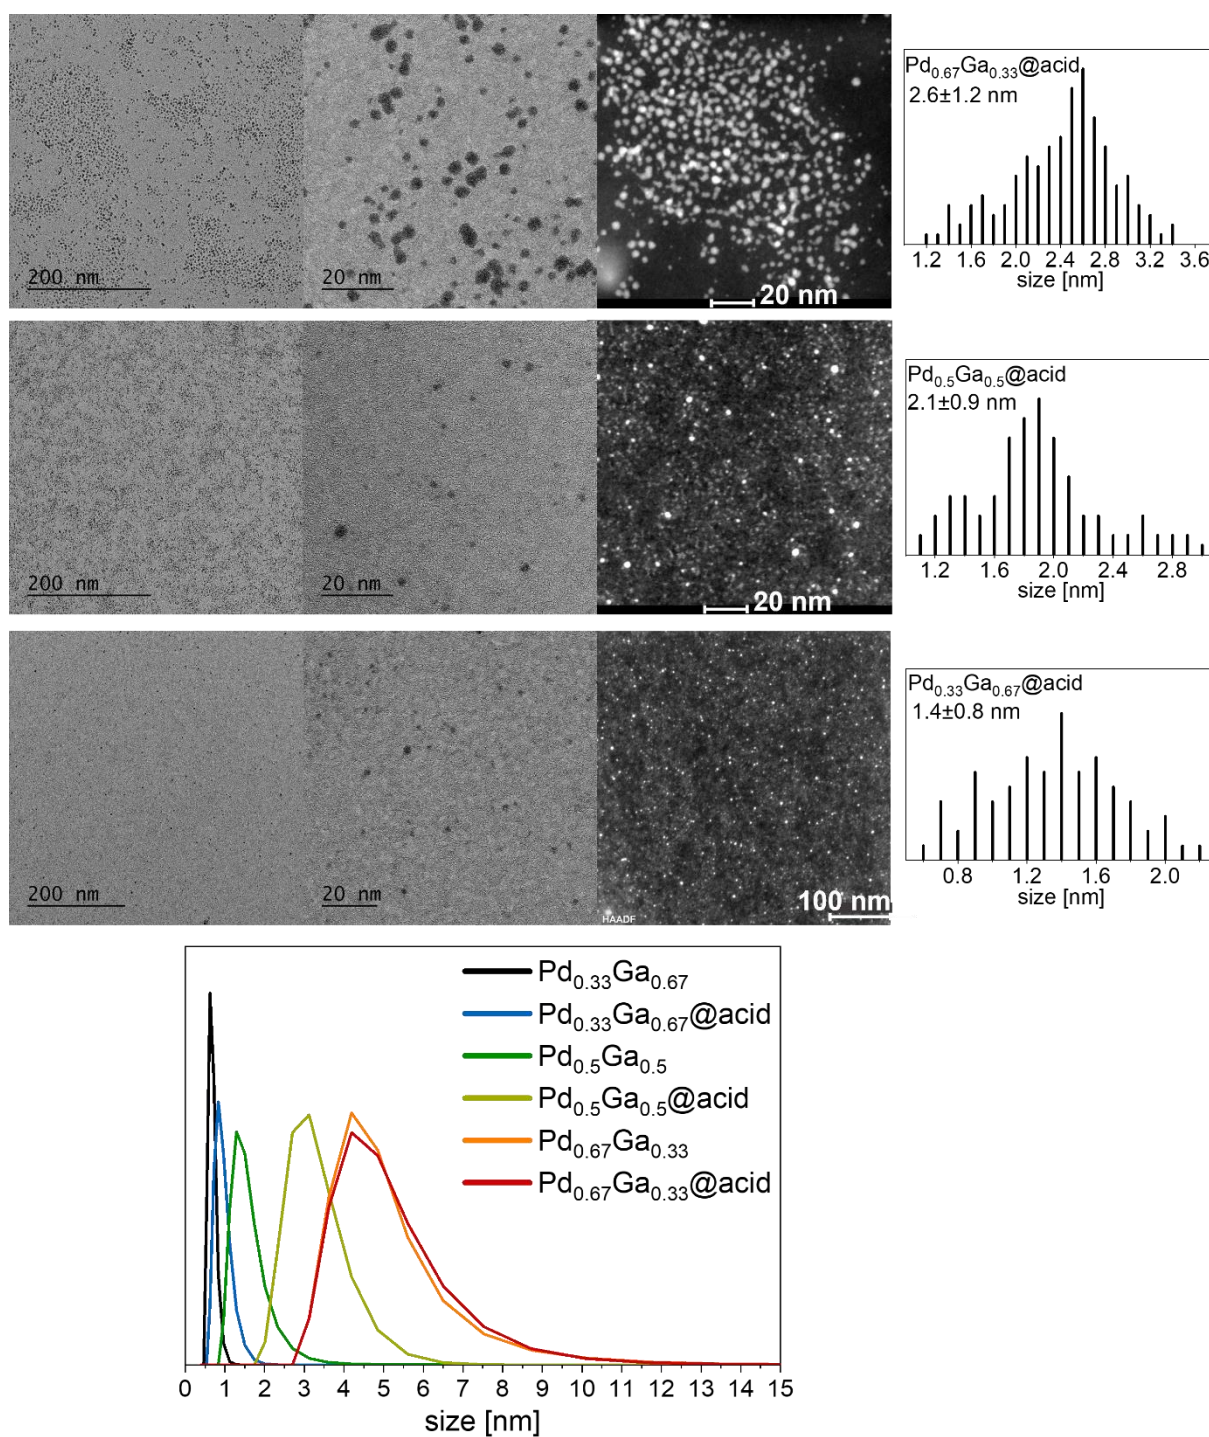 200 nm
20 nm
20 nm
Pd0.67Ga0.33@acid
2.6±1.2 nm
1.2 1.6 2.0 2.4 2.8 3.2 3.6
size [nm]
200 nm
20 nm
20 nm
Pd0.5Ga0.5@acid
2.1±0.9 nm
1.2 1.6 2.0 2.4 2.8
size [nm]
200 nm
20 nm
HAADF
100 nm
Pd0.33Ga0.67@acid
1.4±0.8 nm
0.8 1.2 1.6 2.0
size [nm]
Pd0.33Ga0.67
Pd0.33Ga0.67@acid
Pd0.5Ga0.5
Pd0.5Ga0.5@acid
Pd0.67Ga0.33
Pd0.67Ga0.33@acid
0 1 2 3 4 5 6 7 8 9 10 11 12 13 14 15
size [nm]